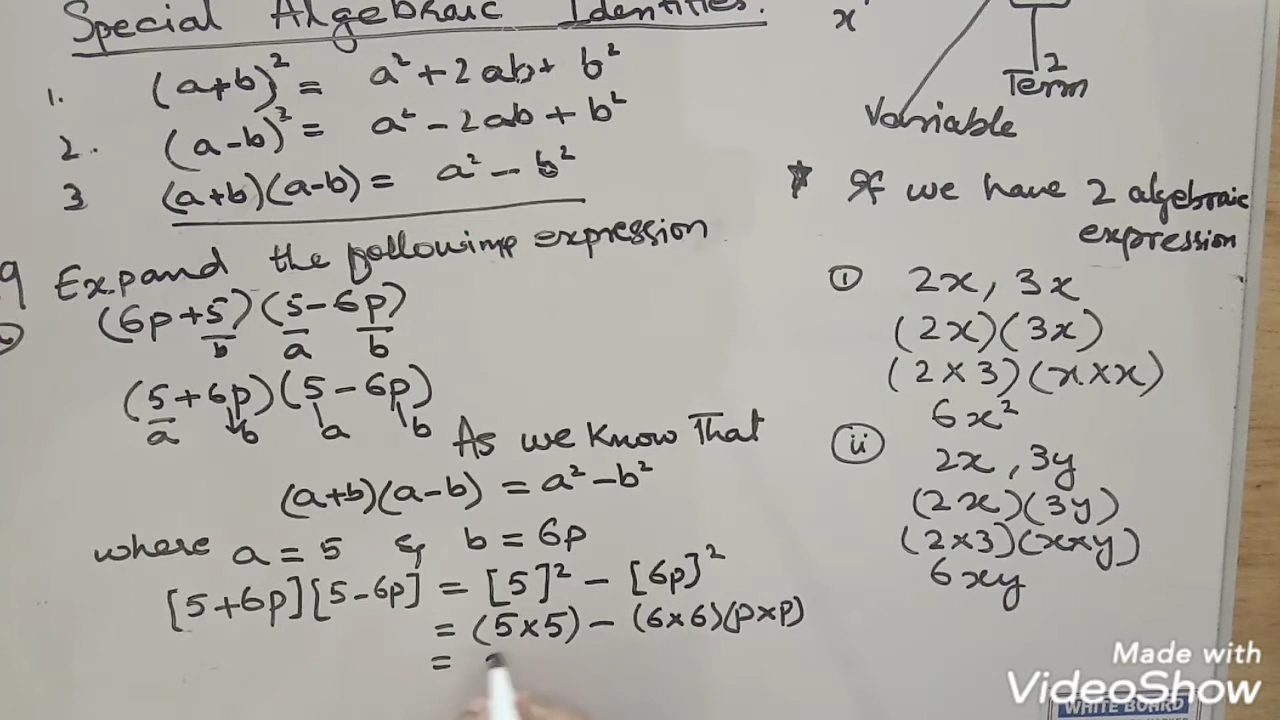 Special Algebraic Identities.
1. (a+b)² = a² + 2ab + b²
2. (a-b)² = a² - 2ab + b²
3 (a+b)(a-b) = a² - b²
Expand the following expression
(6p+5)(5-6p)
b a b
(5+6p)(5-6p)
a b a b
As we know That
(a+b)(a-b) = a² - b²
where a = 5 & b = 6p
[5+6p][5-6p] = [5]² - [6p]²
= (5×5) - (6×6)(p×p)
=
x
2
Term
Variable
* If we have 2 algebraic
expression
i 2x, 3x
(2x)(3x)
(2×3)(x×x)
6x²
ii 2x, 3y
(2x)(3y)
(2×3)(x×y)
6xy
Made with
VideoShow
WHITE BOARD